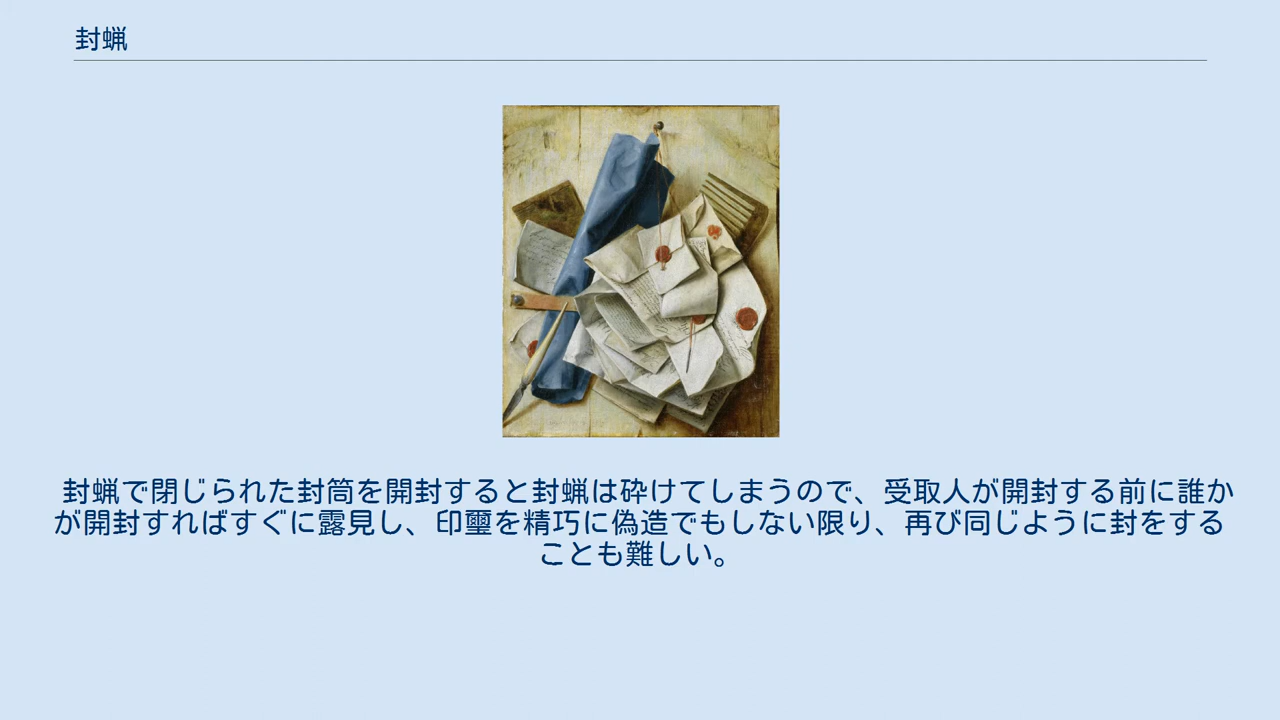 封蝋
封蝋で閉じられた封筒を開封すると封蝋は砕けてしまうので、受取人が開封する前に誰か
が開封すればすぐに露見し、印璽を精巧に偽造でもしない限り、再び同じように封をする
ことも難しい。